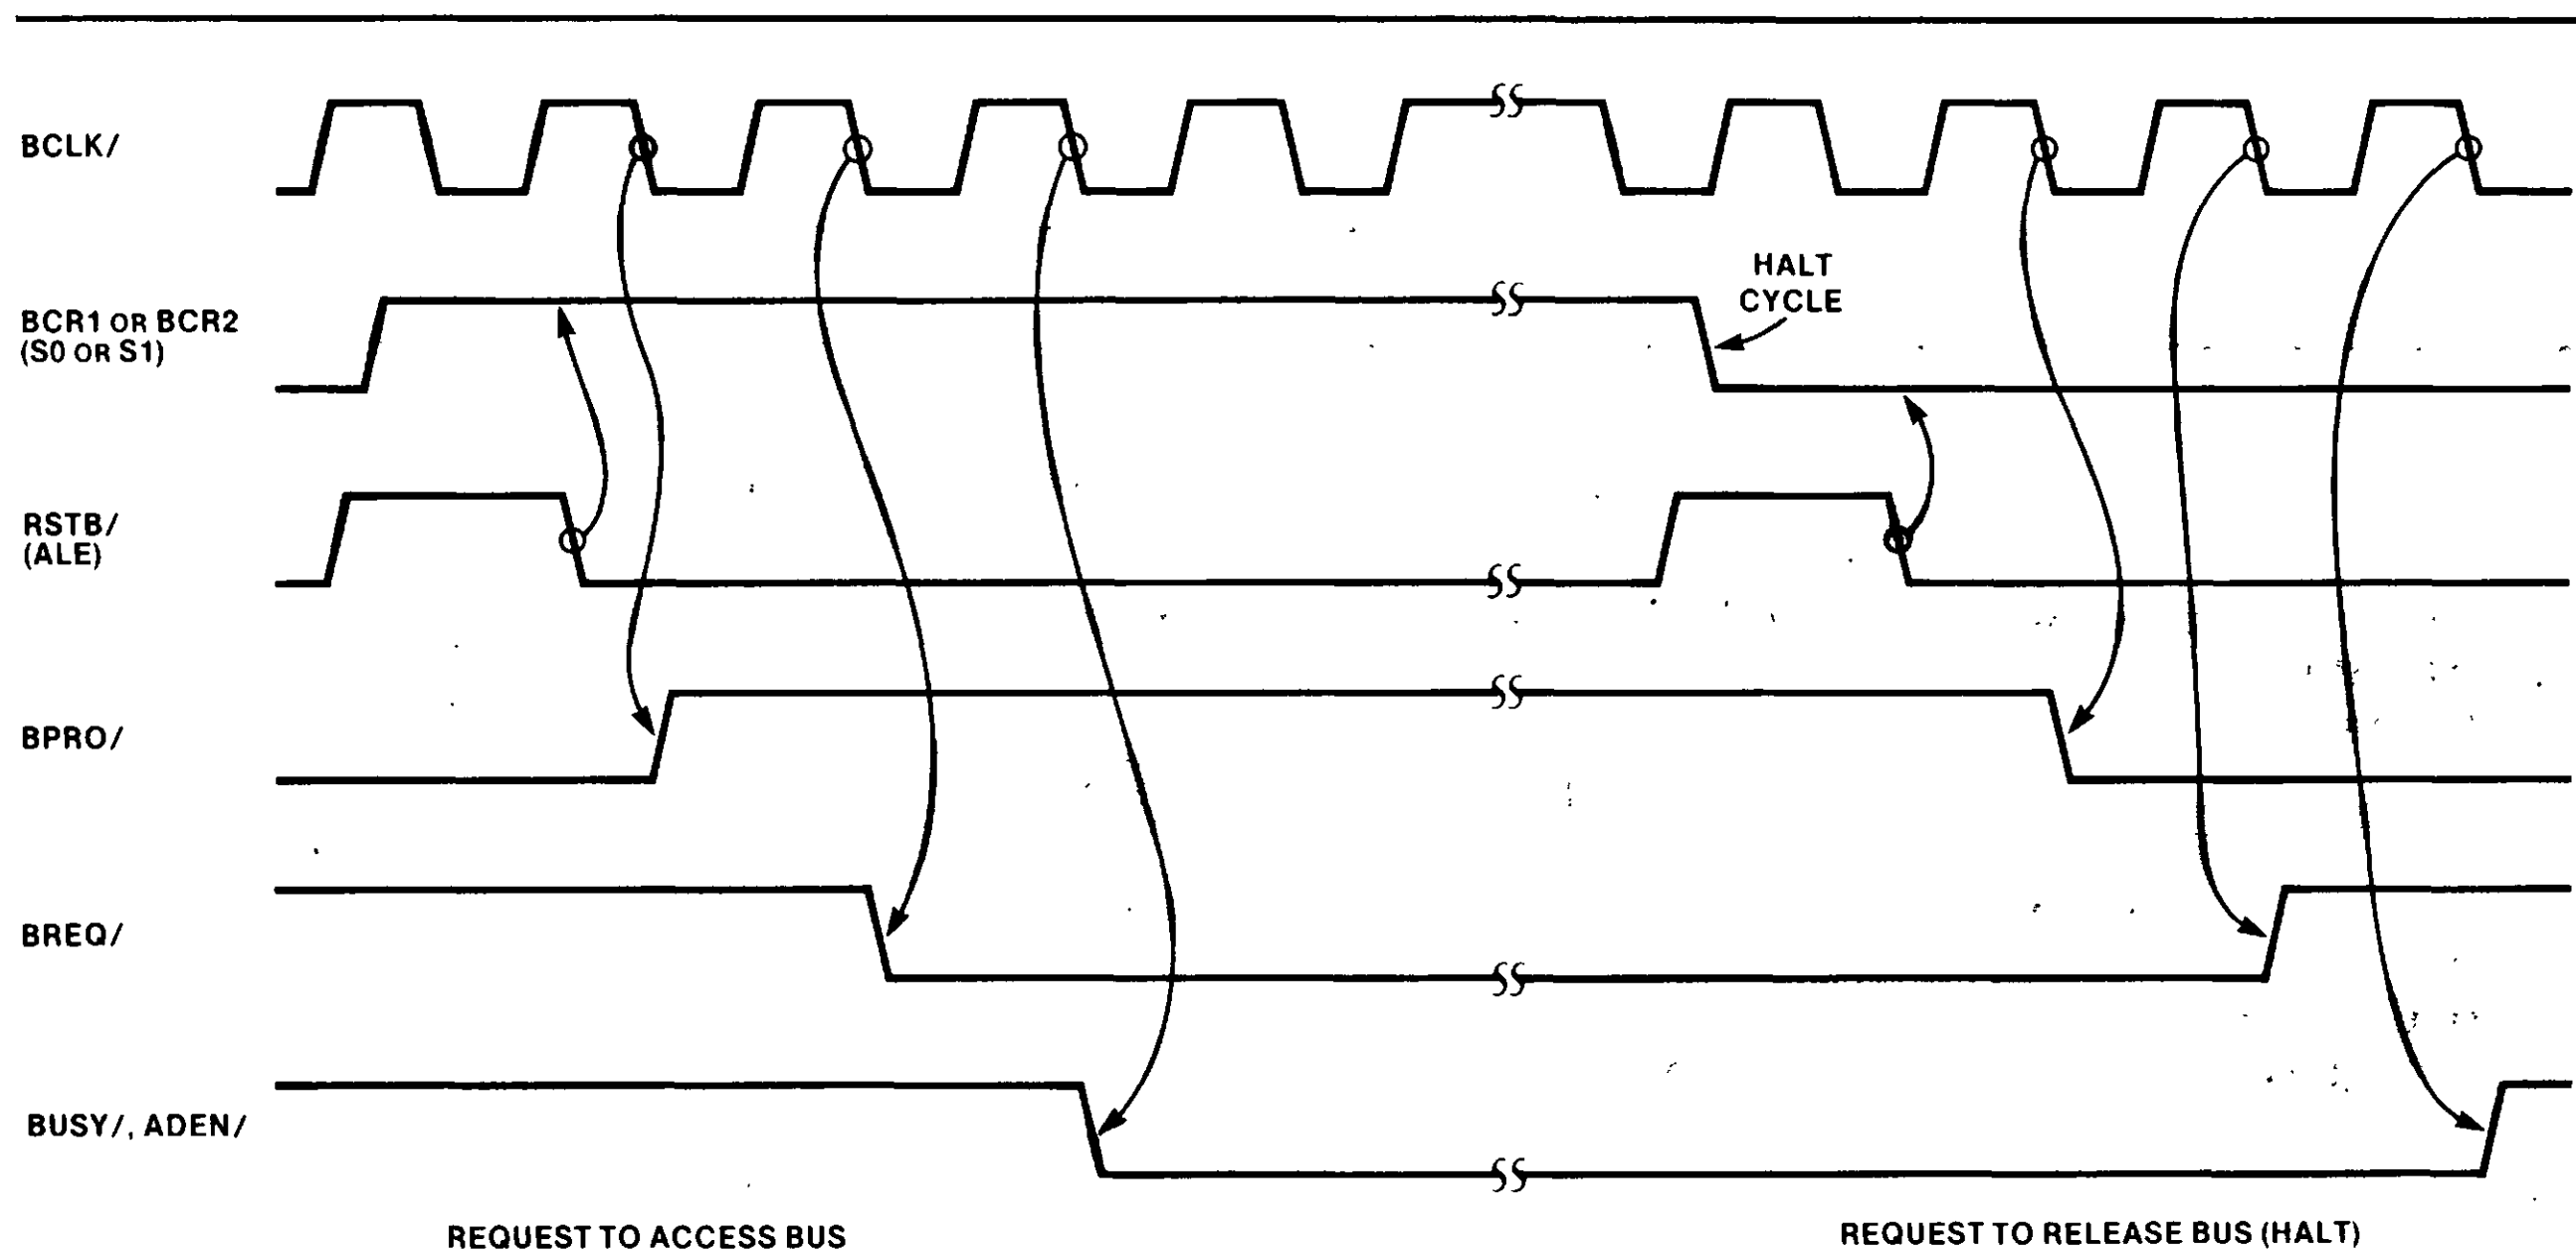 BCLK/
HALT
CYCLE
BCR1 OR BCR2
(S0 OR S1)
RSTB/
(ALE)
BPRO/
BREQ/
BUSY/, ADEN/
REQUEST TO ACCESS BUS
REQUEST TO RELEASE BUS (HALT)